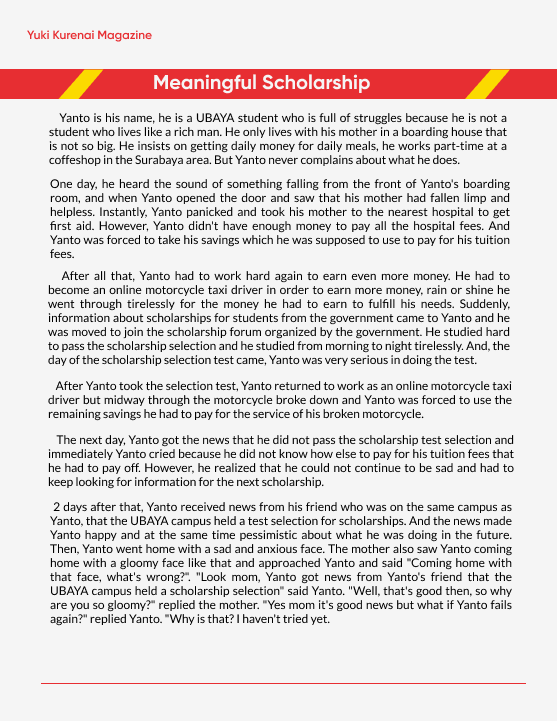 Yuki Kurenai Magazine
Meaningful Scholarship
Yanto is his name, he is a UBAYA student who is full of struggles because he is not a
student who lives like a rich man. He only lives with his mother in a boarding house that
is not so big. He insists on getting daily money for daily meals, he works part-time at a
coffeshop in the Surabaya area. But Yanto never complains about what he does.
One day, he heard the sound of something falling from the front of Yanto's boarding
room, and when Yanto opened the door and saw that his mother had fallen limp and
helpless. Instantly, Yanto panicked and took his mother to the nearest hospital to get
first aid. However, Yanto didn't have enough money to pay all the hospital fees. And
Yanto was forced to take his savings which he was supposed to use to pay for his tuition
fees.
After all that, Yanto had to work hard again to earn even more money. He had to
become an online motorcycle taxi driver in order to earn more money, rain or shine he
went through tirelessly for the money he had to earn to fulfill his needs. Suddenly,
information about scholarships for students from the government came to Yanto and he
was moved to join the scholarship forum organized by the government. He studied hard
to pass the scholarship selection and he studied from morning to night tirelessly. And, the
day of the scholarship selection test came, Yanto was very serious in doing the test.
After Yanto took the selection test, Yanto returned to work as an online motorcycle taxi
driver but midway through the motorcycle broke down and Yanto was forced to use the
remaining savings he had to pay for the service of his broken motorcycle.
The next day, Yanto got the news that he did not pass the scholarship test selection and
immediately Yanto cried because he did not know how else to pay for his tuition fees that
he had to pay off. However, he realized that he could not continue to be sad and had to
keep looking for information for the next scholarship.
2 days after that, Yanto received news from his friend who was on the same campus as
Yanto, that the UBAYA campus held a test selection for scholarships. And the news made
Yanto happy and at the same time pessimistic about what he was doing in the future.
Then, Yanto went home with a sad and anxious face. The mother also saw Yanto coming
home with a gloomy face like that and approached Yanto and said "Coming home with
that face, what's wrong?". "Look mom, Yanto got news from Yanto's friend that the
UBAYA campus held a scholarship selection" said Yanto. "Well, that's good then, so why
are you so gloomy?" replied the mother. "Yes mom it's good news but what if Yanto fails
again?" replied Yanto. "Why is that? I haven't tried yet.